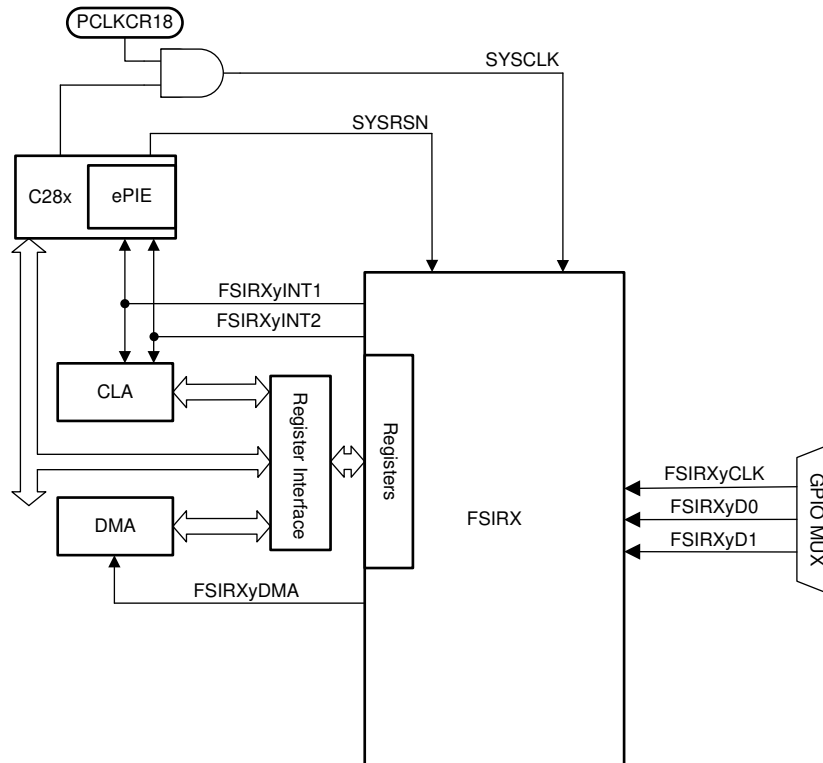 PCLKCR18
SYSCLK
SYSRSN
C28x
ePIE
FSIRXyINT1
FSIRXyINT2
CLA
Register Interface
Registers
FSIRX
FSIRXyCLK
FSIRXyD0
FSIRXyD1
GPIO MUX
DMA
FSIRXyDMA